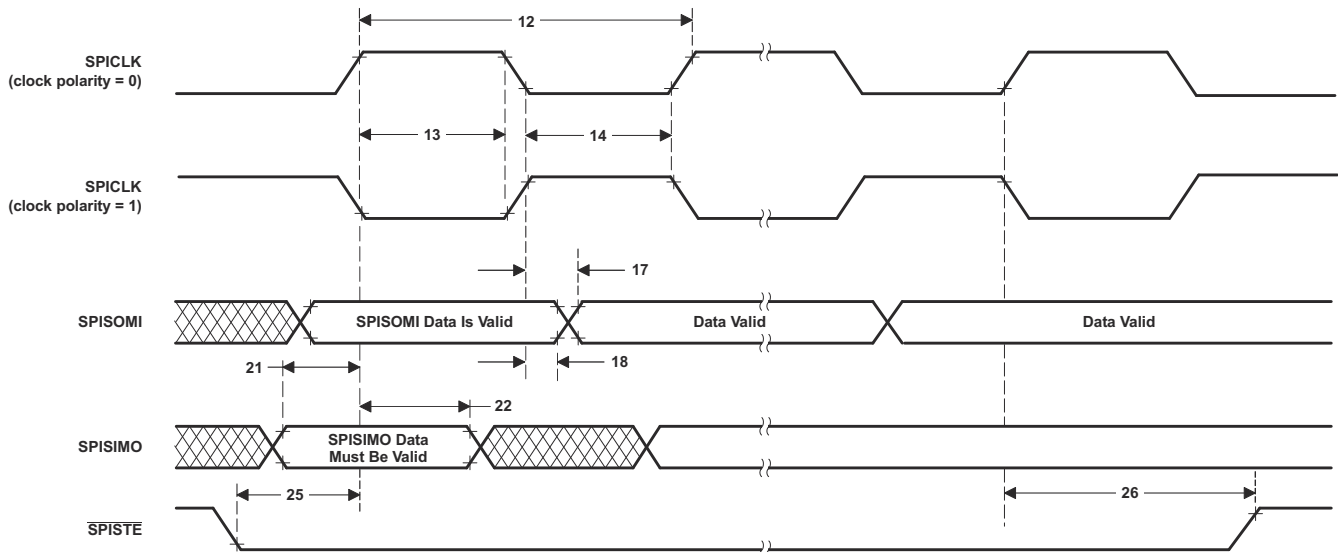 12
SPICLK
(clock polarity = 0)
13
14
SPICLK
(clock polarity = 1)
17
SPISOMI
SPISOMI Data Is Valid
Data Valid
Data Valid
21
18
22
SPISIMO
SPISIMO Data
Must Be Valid
25
26
SPISTE